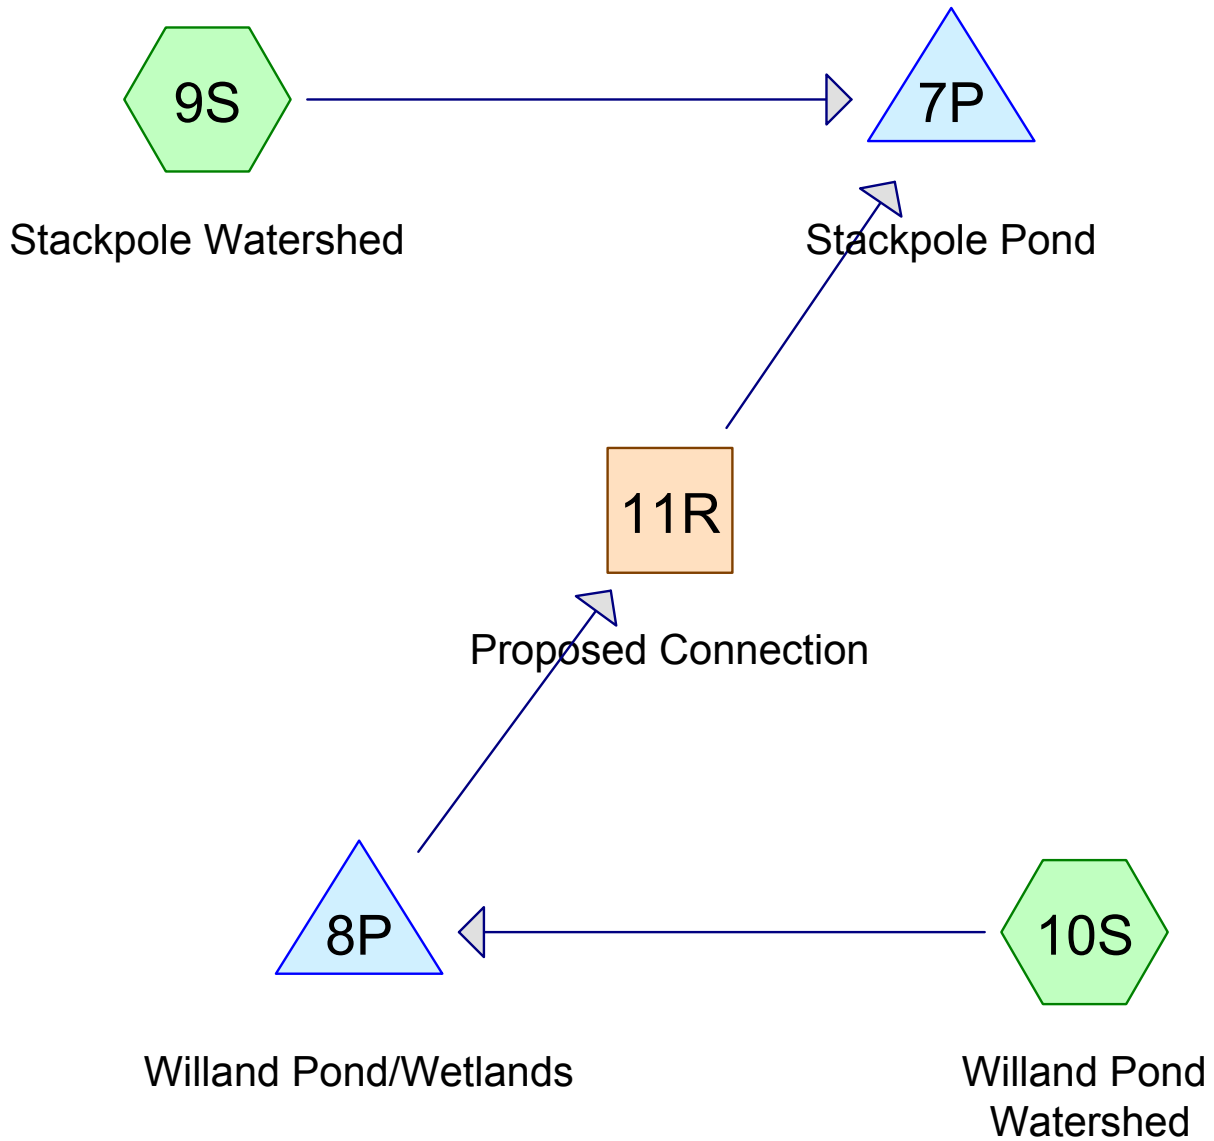 9S
7P
Stackpole Watershed
Stackpole Pond
11R
Proposed Connection
8P
10S
Willand Pond/Wetlands
Willand Pond
Watershed